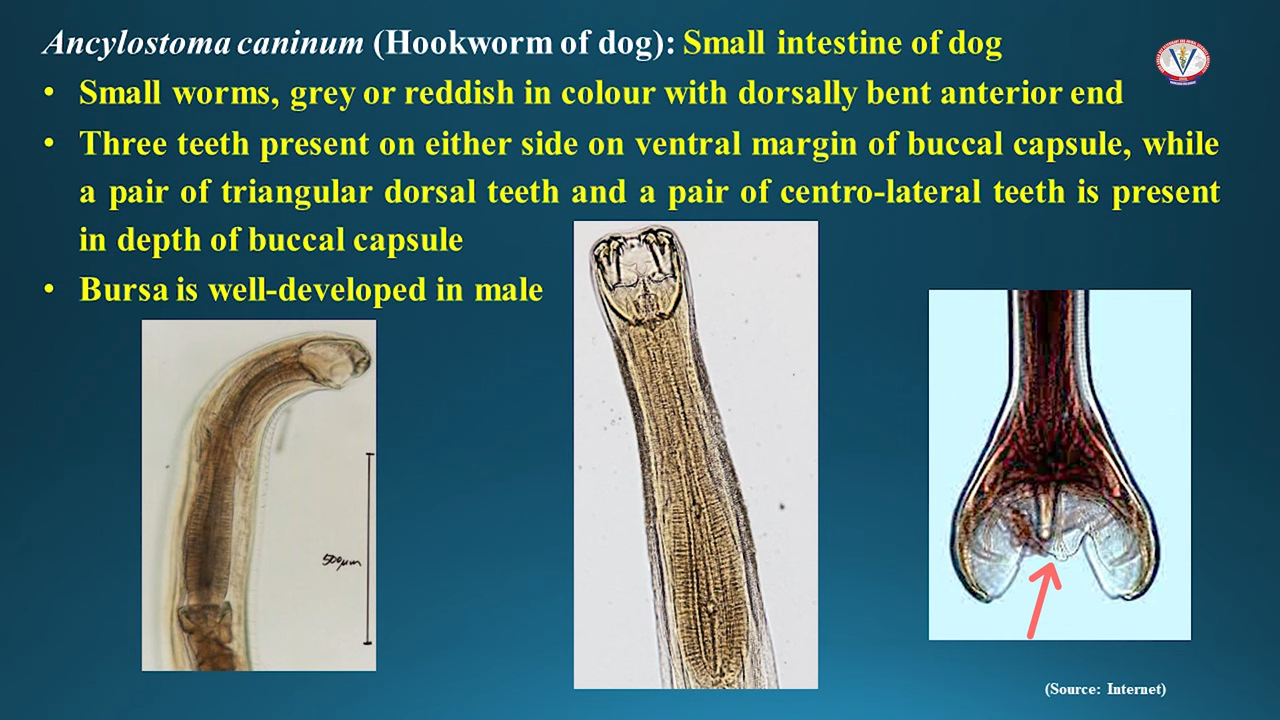 Ancylostoma caninum (Hookworm of dog): Small intestine of dog
• Small worms, grey or reddish in colour with dorsally bent anterior end
• Three teeth present on either side on ventral margin of buccal capsule, while
a pair of triangular dorsal teeth and a pair of centro-lateral teeth is present
in depth of buccal capsule
• Bursa is well-developed in male
500µm
(Source: Internet)